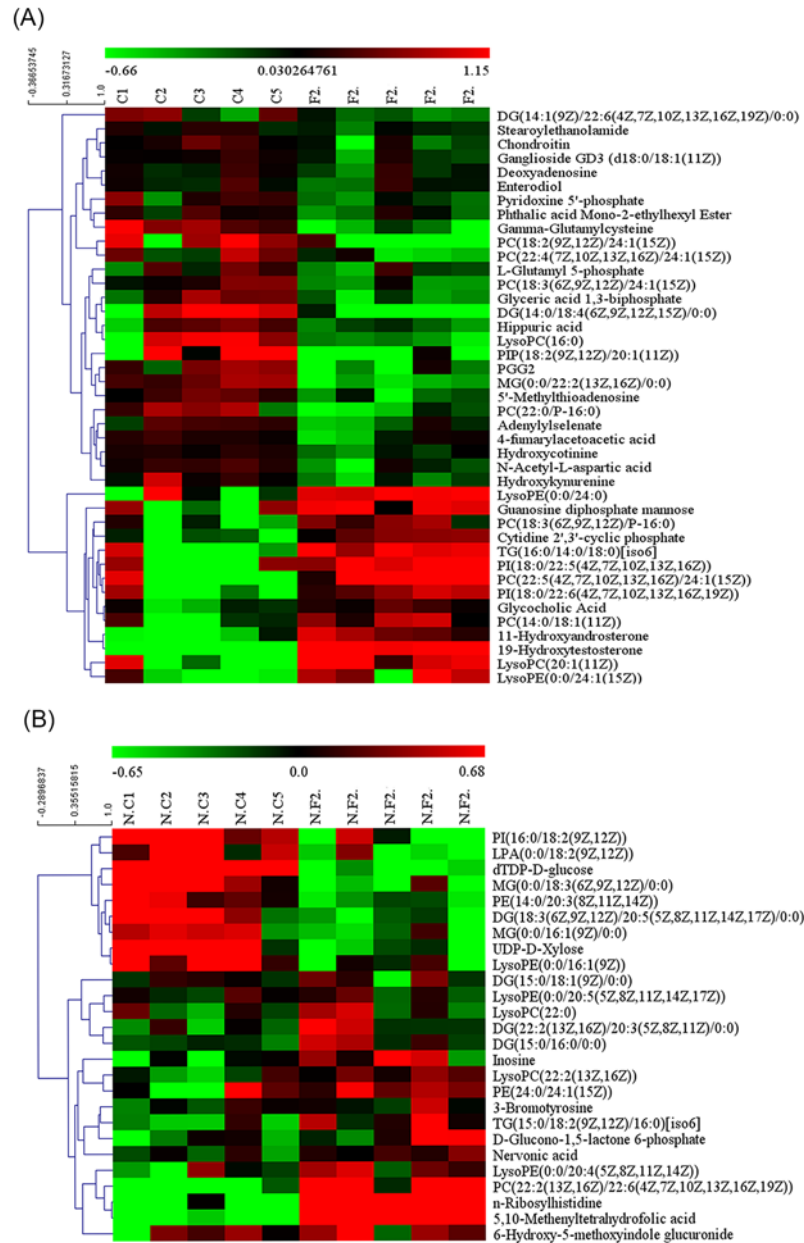 (A)
-0.66 0.030264761 1.15
-0.36653745 0.31673127 1.0
C1 C2 C3 C4 C5 F2. F2. F2. F2. F2.
DG(14:1(9Z)/22:6(4Z,7Z,10Z,13Z,16Z,19Z)/0:0)
Stearoylethanolamide
Chondroitin
Ganglioside GD3 (d18:0/18:1(11Z))
Deoxyadenosine
Enterodiol
Pyridoxine 5'-phosphate
Phthalic acid Mono-2-ethylhexyl Ester
Gamma-Glutamylcysteine
PC(18:2(9Z,12Z)/24:1(15Z))
PC(22:4(7Z,10Z,13Z,16Z)/24:1(15Z))
L-Glutamyl 5-phosphate
PC(18:3(6Z,9Z,12Z)/24:1(15Z))
Glyceric acid 1,3-biphosphate
DG(14:0/18:4(6Z,9Z,12Z,15Z)/0:0)
Hippuric acid
LysoPC(16:0)
PIP(18:2(9Z,12Z)/20:1(11Z))
PGG2
MG(0:0/22:2(13Z,16Z)/0:0)
5'-Methylthioadenosine
PC(22:0/P-16:0)
Adenylylselenate
4-fumarylacetoacetic acid
Hydroxycotinine
N-Acetyl-L-aspartic acid
Hydroxykynurenine
LysoPE(0:0/24:0)
Guanosine diphosphate mannose
PC(18:3(6Z,9Z,12Z)/P-16:0)
Cytidine 2',3'-cyclic phosphate
TG(16:0/14:0/18:0)[iso6]
PI(18:0/22:5(4Z,7Z,10Z,13Z,16Z))
PC(22:5(4Z,7Z,10Z,13Z,16Z)/24:1(15Z))
PI(18:0/22:6(4Z,7Z,10Z,13Z,16Z,19Z))
Glycocholic Acid
PC(14:0/18:1(11Z))
11-Hydroxyandrosterone
19-Hydroxytestosterone
LysoPC(20:1(11Z))
LysoPE(0:0/24:1(15Z))
(B)
-0.65 0.0 0.68
-0.2896837 0.35515815 1.0
N.C1 N.C2 N.C3 N.C4 N.C5 N.F2. N.F2. N.F2. N.F2. N.F2.
PI(16:0/18:2(9Z,12Z))
LPA(0:0/18:2(9Z,12Z))
dTDP-D-glucose
MG(0:0/18:3(6Z,9Z,12Z)/0:0)
PE(14:0/20:3(8Z,11Z,14Z))
DG(18:3(6Z,9Z,12Z)/20:5(5Z,8Z,11Z,14Z,17Z)/0:0)
MG(0:0/16:1(9Z)/0:0)
UDP-D-Xylose
LysoPE(0:0/16:1(9Z))
DG(15:0/18:1(9Z)/0:0)
LysoPE(0:0/20:5(5Z,8Z,11Z,14Z,17Z))
LysoPC(22:0)
DG(22:2(13Z,16Z)/20:3(5Z,8Z,11Z)/0:0)
DG(15:0/16:0/0:0)
Inosine
LysoPC(22:2(13Z,16Z))
PE(24:0/24:1(15Z))
3-Bromotyrosine
TG(15:0/18:2(9Z,12Z)/16:0)[iso6]
D-Glucono-1,5-lactone 6-phosphate
Nervonic acid
LysoPE(0:0/20:4(5Z,8Z,11Z,14Z))
PC(22:2(13Z,16Z)/22:6(4Z,7Z,10Z,13Z,16Z,19Z))
n-Ribosylhistidine
5,10-Methenyltetrahydrofolic acid
6-Hydroxy-5-methoxyindole glucuronide